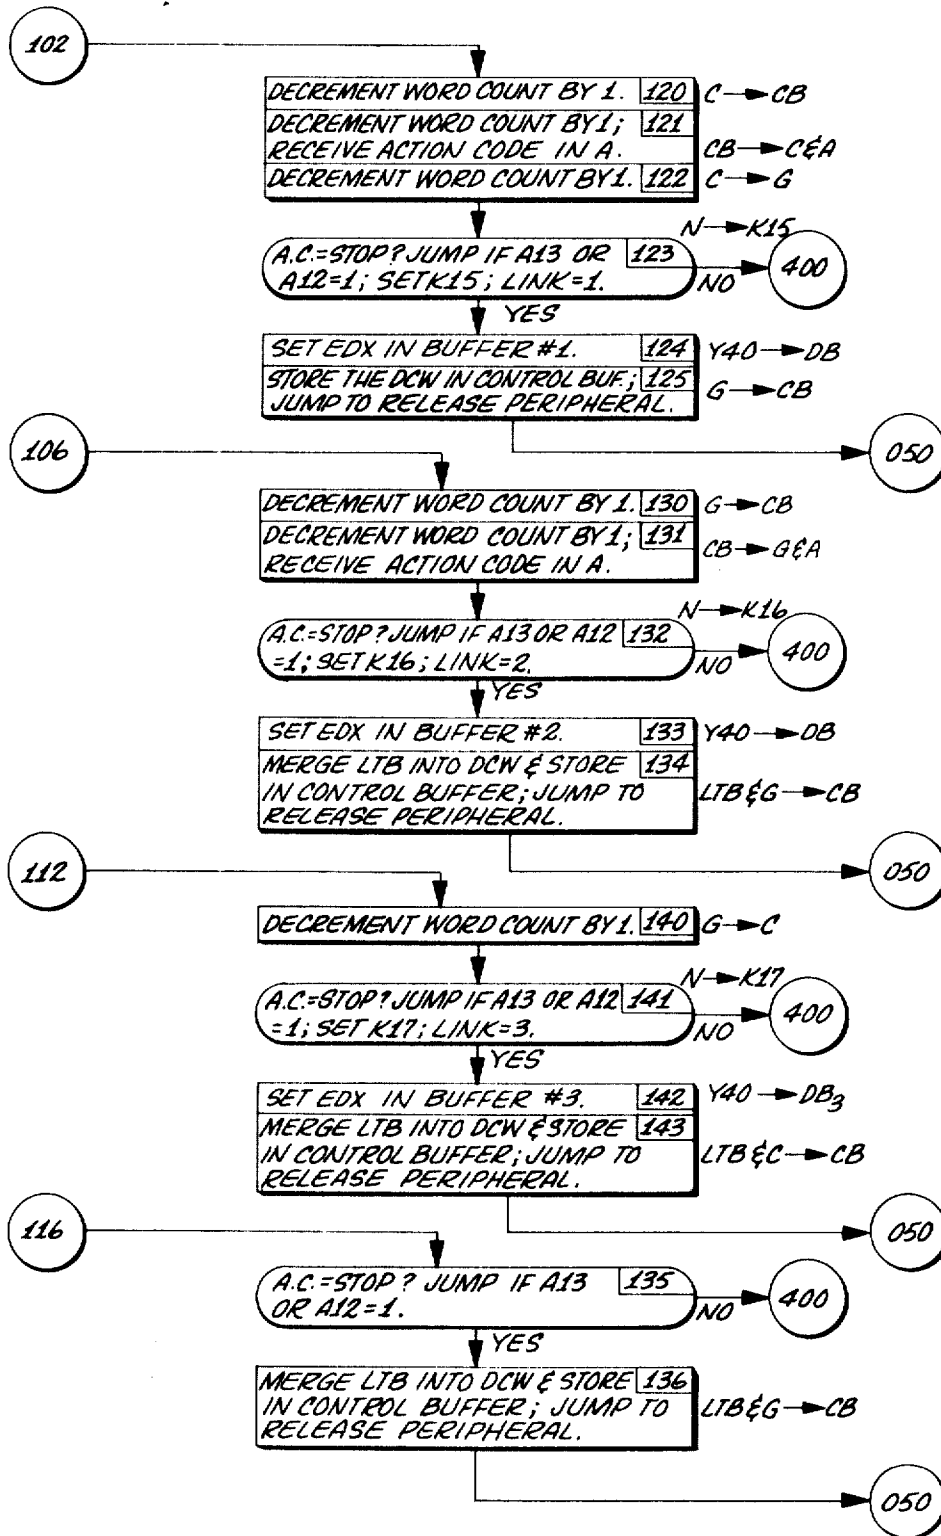 102
DECREMENT WORD COUNT BY 1. 120 C→CB
DECREMENT WORD COUNT BY 1; 121
RECEIVE ACTION CODE IN A. CB→C&A
DECREMENT WORD COUNT BY 1. 122 C→G
N→K15
A.C.=STOP? JUMP IF A13 OR 123
A12=1; SET K15; LINK=1. NO 400
YES
SET EDX IN BUFFER #1. 124 Y40→DB
STORE THE DCW IN CONTROL BUF.; 125
JUMP TO RELEASE PERIPHERAL. G→CB
106 050
DECREMENT WORD COUNT BY 1. 130 G→CB
DECREMENT WORD COUNT BY 1; 131
RECEIVE ACTION CODE IN A. CB→G&A
N→K16
A.C.=STOP? JUMP IF A13 OR A12 132
=1; SET K16; LINK=2. NO 400
YES
SET EDX IN BUFFER #2. 133 Y40→DB
MERGE LTB INTO DCW & STORE 134
IN CONTROL BUFFER; JUMP TO LTB&G→CB
RELEASE PERIPHERAL.
112 050
DECREMENT WORD COUNT BY 1. 140 G→C
N→K17
A.C.=STOP? JUMP IF A13 OR A12 141
=1; SET K17; LINK=3. NO 400
YES
SET EDX IN BUFFER #3. 142 Y40→DB3
MERGE LTB INTO DCW & STORE 143
IN CONTROL BUFFER; JUMP TO LTB&C→CB
RELEASE PERIPHERAL.
116 050
A.C.=STOP? JUMP IF A13 135
OR A12=1. NO 400
YES
MERGE LTB INTO DCW & STORE 136
IN CONTROL BUFFER; JUMP TO LTB&G→CB
RELEASE PERIPHERAL.
050